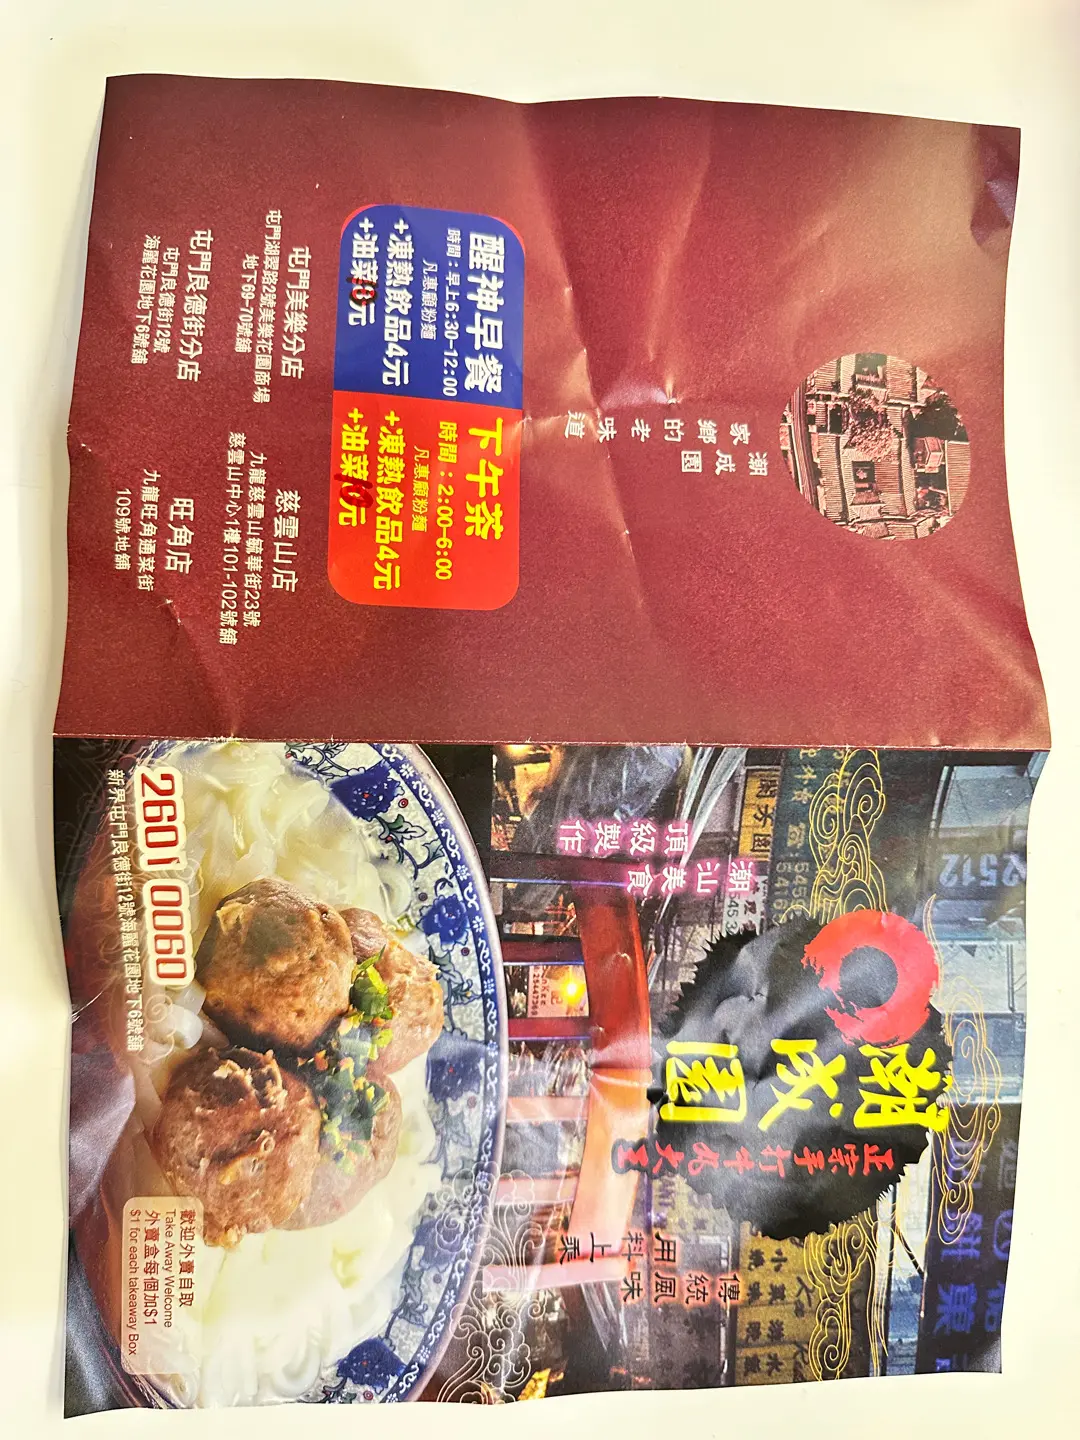 潮成園
家鄉的老味道
醒神早餐
時間：早上6:30-12:00
凡惠顧粉麵
+凍熱飲品4元
+油菜8元
下午茶
時間：2:00-6:00
凡惠顧粉麵
+凍熱飲品4元
+油菜10元
屯門美樂分店
屯門湖翠路2號美樂花園商場
地下69-70號舖
慈雲山店
九龍慈雲山毓華街23號
慈雲山中心1樓101-102號舖
屯門良德街分店
屯門良德街12號
海麗花園地下6號舖
旺角店
九龍旺角通菜街
109號地舖
潮成園
正宗手打牛丸大王
潮汕美食
頂級製作
傳統風味
用料上乘
2512
2601 0060
新界屯門良德街12號海麗花園地下6號舖
歡迎外賣自取
Take Away Welcome
外賣盒每個加$1
$1 for each takeaway Box